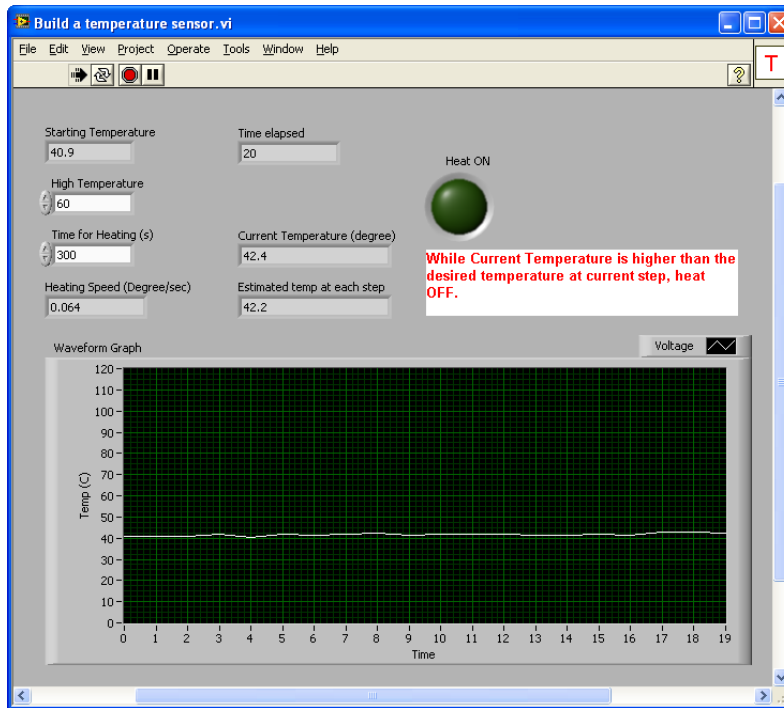 Build a temperature sensor.vi
File Edit View Project Operate Tools Window Help
?
T
Starting Temperature
40.9
Time elapsed
20
Heat ON
High Temperature
60
Time for Heating (s)
300
Current Temperature (degree)
42.4
While Current Temperature is higher than the
desired temperature at current step, heat
OFF.
Heating Speed (Degree/sec)
0.064
Estimated temp at each step
42.2
Waveform Graph
Voltage
120
110
100
90
80
70
60
50
40
30
20
10
0
Temp (C)
0 1 2 3 4 5 6 7 8 9 10 11 12 13 14 15 16 17 18 19
Time